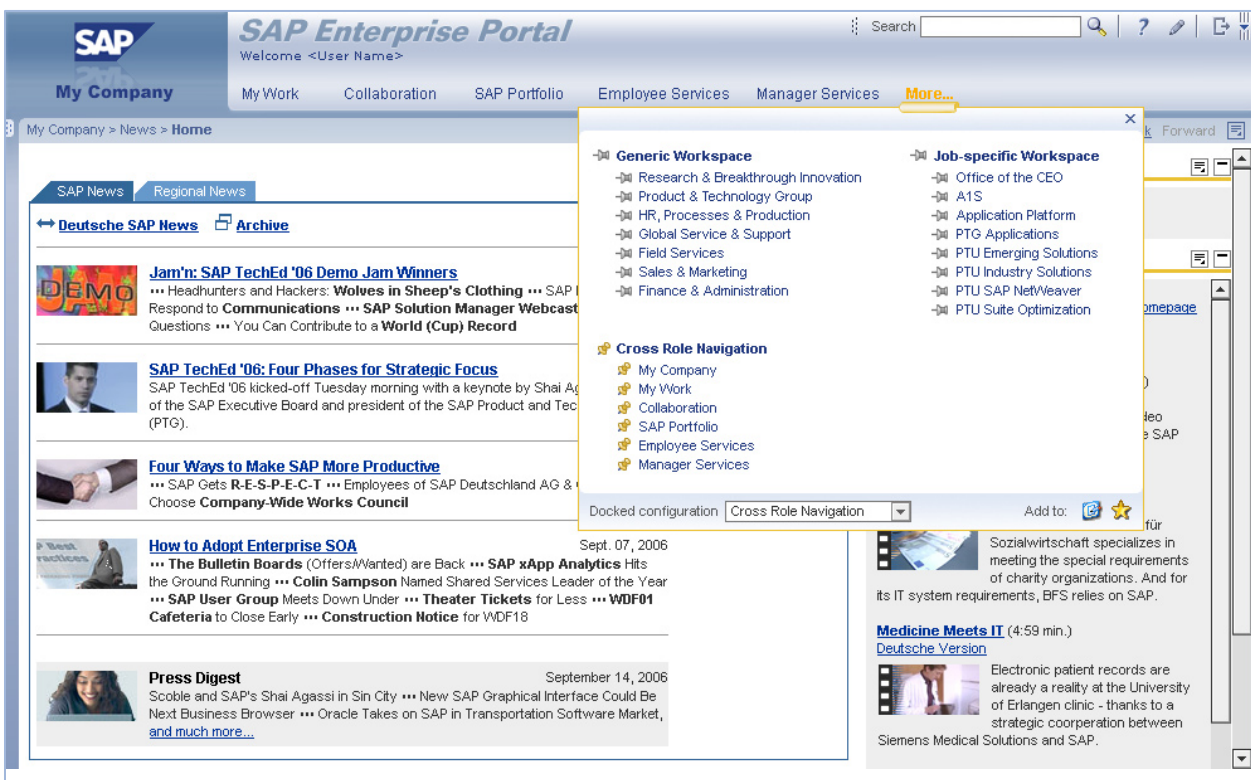 SAP
My Company
SAP Enterprise Portal
Welcome <User Name>
Search
?
My Work Collaboration SAP Portfolio Employee Services Manager Services More...
My Company > News > Home
k Forward
SAP News Regional News
Deutsche SAP News Archive
Jam'n: SAP TechEd '06 Demo Jam Winners
DEMO
••• Headhunters and Hackers: Wolves in Sheep's Clothing ••• SAP
Respond to Communications ••• SAP Solution Manager Webcast
Questions ••• You Can Contribute to a World (Cup) Record
SAP TechEd '06: Four Phases for Strategic Focus
SAP TechEd '06 kicked-off Tuesday morning with a keynote by Shai
of the SAP Executive Board and president of the SAP Product and
(PTG).
Four Ways to Make SAP More Productive
••• SAP Gets R-E-S-P-E-C-T ••• Employees of SAP Deutschland AG &
Choose Company-Wide Works Council
How to Adopt Enterprise SOA Sept. 07, 2006
••• The Bulletin Boards (Offers/Wanted) are Back ••• SAP xApp Analytics Hits
the Ground Running ••• Colin Sampson Named Shared Services Leader of the Year
••• SAP User Group Meets Down Under ••• Theater Tickets for Less ••• WDF01
Cafeteria to Close Early ••• Construction Notice for WDF18
Press Digest September 14, 2006
Scoble and SAP's Shai Agassi in Sin City ••• New SAP Graphical Interface Could Be
Next Business Browser ••• Oracle Takes on SAP in Transportation Software Market,
and much more...
x
Generic Workspace
Research & Breakthrough Innovation
Product & Technology Group
HR, Processes & Production
Global Service & Support
Field Services
Sales & Marketing
Finance & Administration
Job-specific Workspace
Office of the CEO
A1S
Application Platform
PTG Applications
PTU Emerging Solutions
PTU Industry Solutions
PTU SAP NetWeaver
PTU Suite Optimization
Cross Role Navigation
My Company
My Work
Collaboration
SAP Portfolio
Employee Services
Manager Services
Docked configuration Cross Role Navigation Add to:
omepage
)
deo
e SAP
für
Sozialwirtschaft specializes in
meeting the special requirements
of charity organizations. And for
its IT system requirements, BFS relies on SAP.
Medicine Meets IT (4:59 min.)
Deutsche Version
Electronic patient records are
already a reality at the University
of Erlangen clinic - thanks to a
strategic coorperation between
Siemens Medical Solutions and SAP.